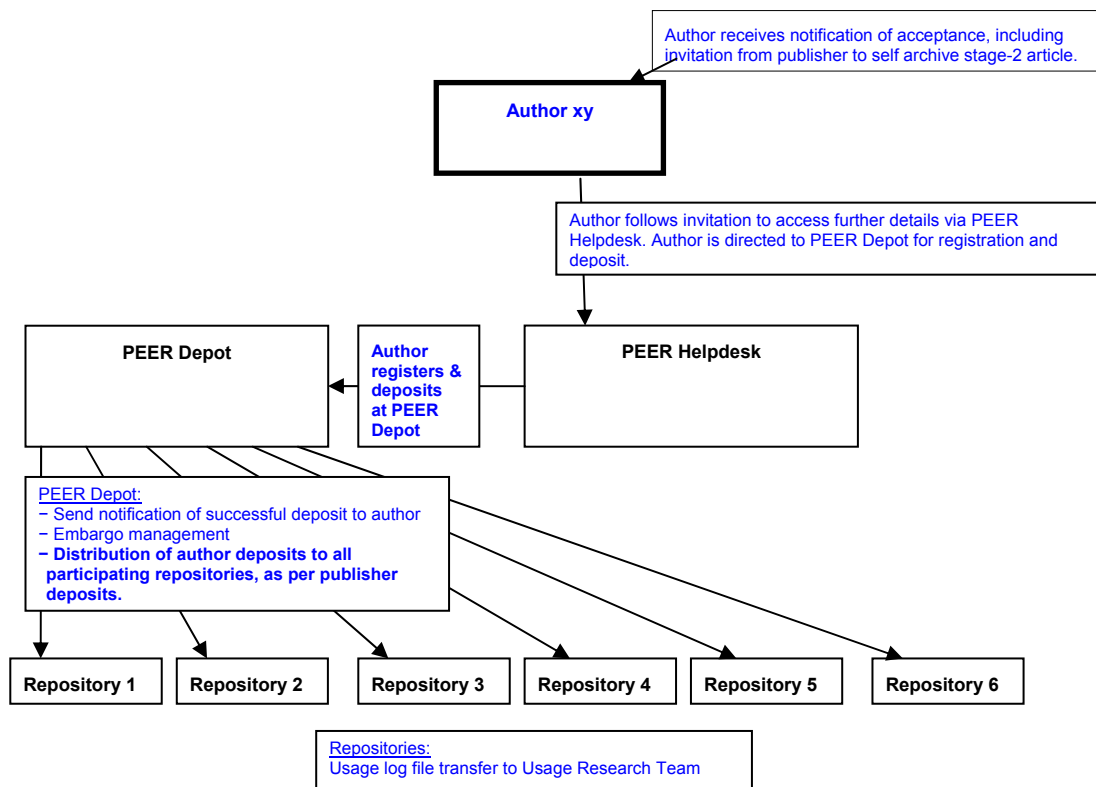 Author receives notification of acceptance, including
invitation from publisher to self archive stage-2 article.
Author xy
Author follows invitation to access further details via PEER
Helpdesk. Author is directed to PEER Depot for registration and
deposit.
PEER Depot
Author
registers &
deposits
at PEER
Depot
PEER Helpdesk
PEER Depot:
− Send notification of successful deposit to author
− Embargo management
− Distribution of author deposits to all
participating repositories, as per publisher
deposits.
Repository 1
Repository 2
Repository 3
Repository 4
Repository 5
Repository 6
Repositories:
Usage log file transfer to Usage Research Team